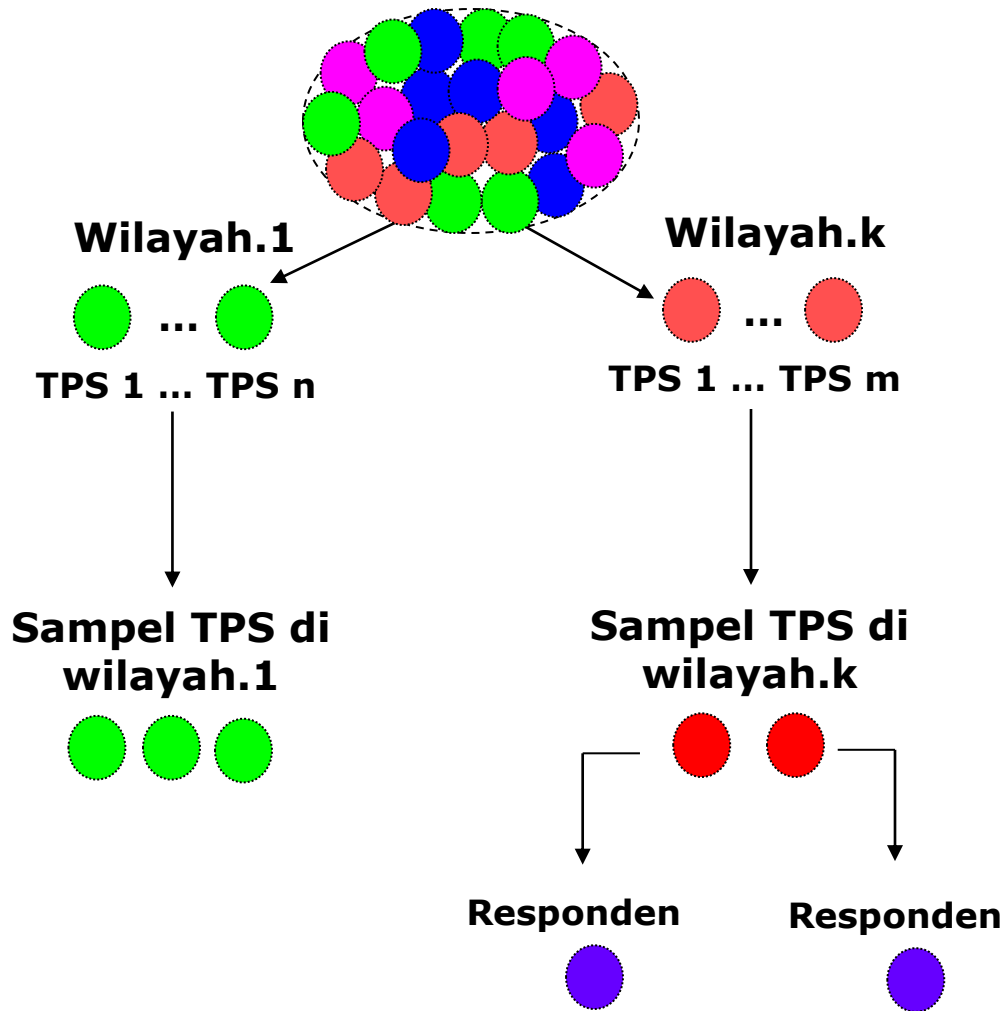 Wilayah.1
Wilayah.k
...
...
TPS 1 ... TPS n
TPS 1 ... TPS m
Sampel TPS di
wilayah.1
Sampel TPS di
wilayah.k
Responden
Responden